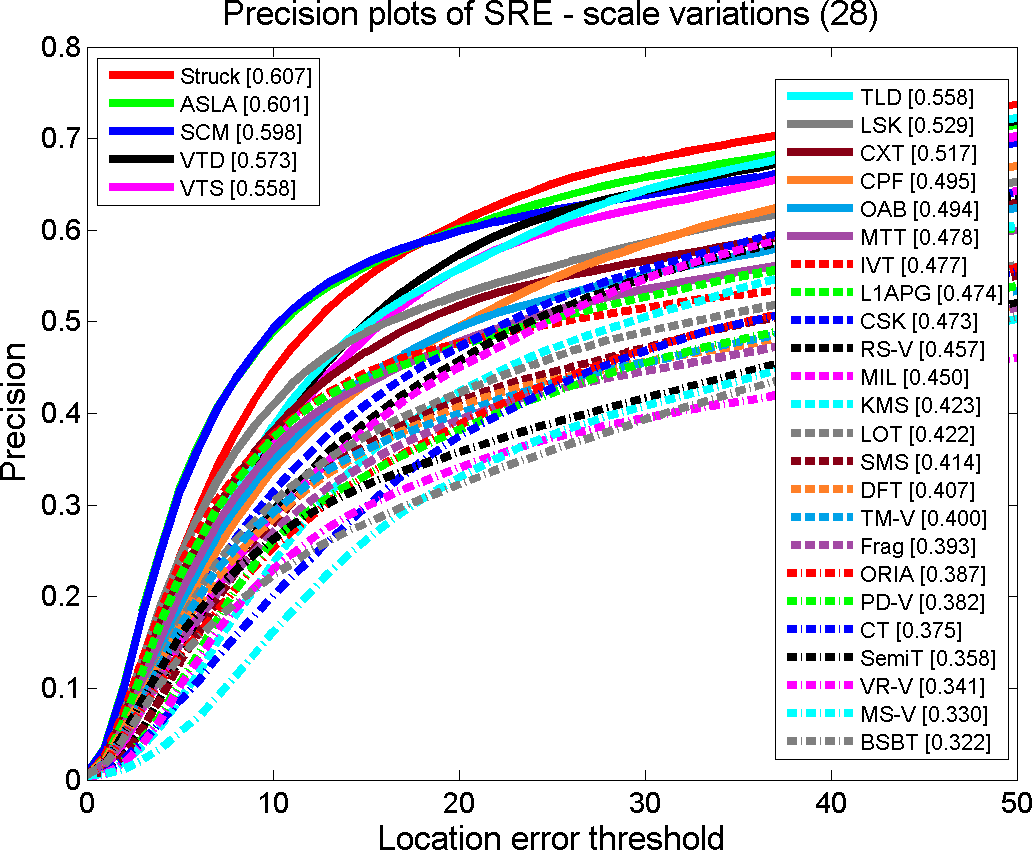 Precision plots of SRE - scale variations (28)
Struck [0.607]
ASLA [0.601]
SCM [0.598]
VTD [0.573]
VTS [0.558]
TLD [0.558]
LSK [0.529]
CXT [0.517]
CPF [0.495]
OAB [0.494]
MTT [0.478]
IVT [0.477]
L1APG [0.474]
CSK [0.473]
RS-V [0.457]
MIL [0.450]
KMS [0.423]
LOT [0.422]
SMS [0.414]
DFT [0.407]
TM-V [0.400]
Frag [0.393]
ORIA [0.387]
PD-V [0.382]
CT [0.375]
SemiT [0.358]
VR-V [0.341]
MS-V [0.330]
BSBT [0.322]
0.8
0.7
0.6
0.5
0.4
0.3
0.2
0.1
0
Precision
0 10 20 30 40 50
Location error threshold